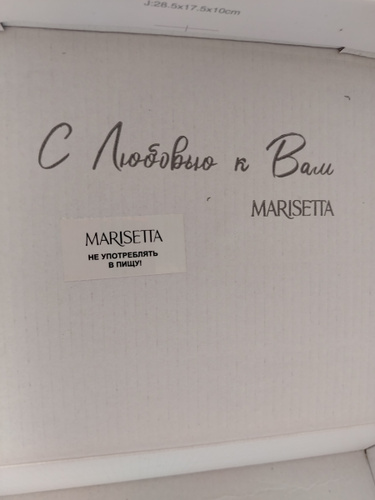 J:28.5x17.5x10cm
С Любовью к Вам
MARISETTA
MARISETTA
НЕ УПОТРЕБЛЯТЬ
В ПИЩУ!